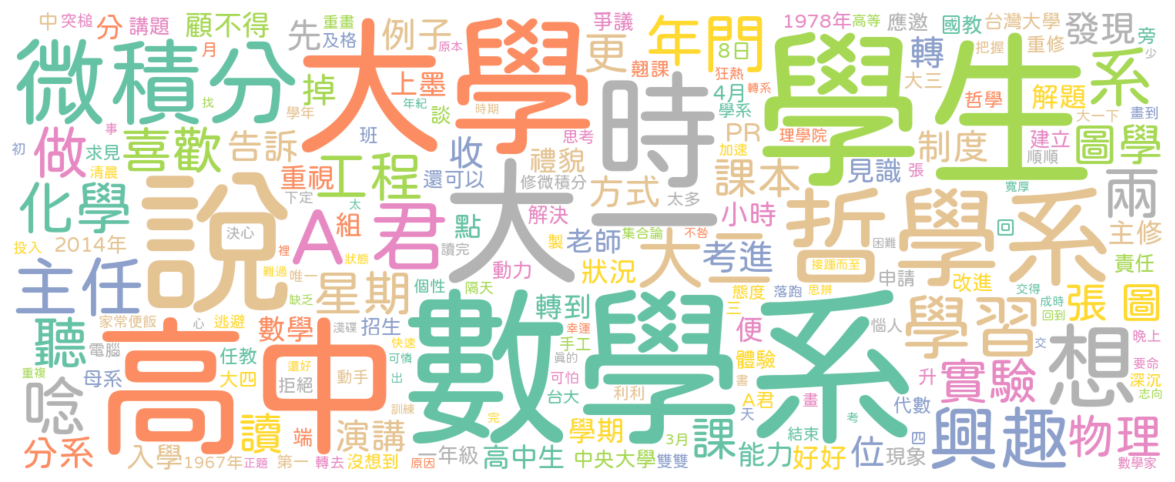 中 突槌 分 講題 顧不得 先 重畫 及格 例子 爭議 更 年 門 1978年 高等 應邀 國教 台灣大學 發現 旁
微積分 大學 8日 學生 轉 把握 重修 系 少
月 掉 上墨 原本 翹課 狂熱 轉系 4月 大三 哲學 解題 畫到
找 學年 年紀 談 時期 時 學系
事 初 做 求見 喜歡 告訴 班 收 思考 禮貌 PR 加速 理學院 制度 大一下 建立 圖學
清晨 重視 工程 還可以 修微積分 方式 太多 課本 見識 張 順順 寬厚 兩
化學 下定 太 A君 組 點 解決 大一 小時 哲學系 回 主修
投入 2014年 說 決心 裡 狀態 讀完 製 老師 集合論 不啻 大二 考進 困難 接踵而至 責任
主任 難過 唯一 星期 個性 隔天 動力 狀況 申請 改進
聽 家常便飯 逃避 缺乏 數學 淺碟 招生 快速 轉到 幸運 手工 態度 落跑 思辨 三 便 惱人 學習 交得 成時 回到 張圖
電腦 心 任教 還好 可憐 數學系 體驗 交 想 晚上
重複 唸 母系 大四 拒絕 動手 出 可怕 真的 利利 書 A君 升 實驗 要命 深沉
高中 訓練 完 台大 天 畫 考 代數 志向
分系 入學 讀 端 演講 一年級 高中生 學期 3月 課 能力 結束 好好 位 四 現象 興趣 物理
1967年 正題 第一 轉去 沒想到 原因 中央大學 雙雙 數學家